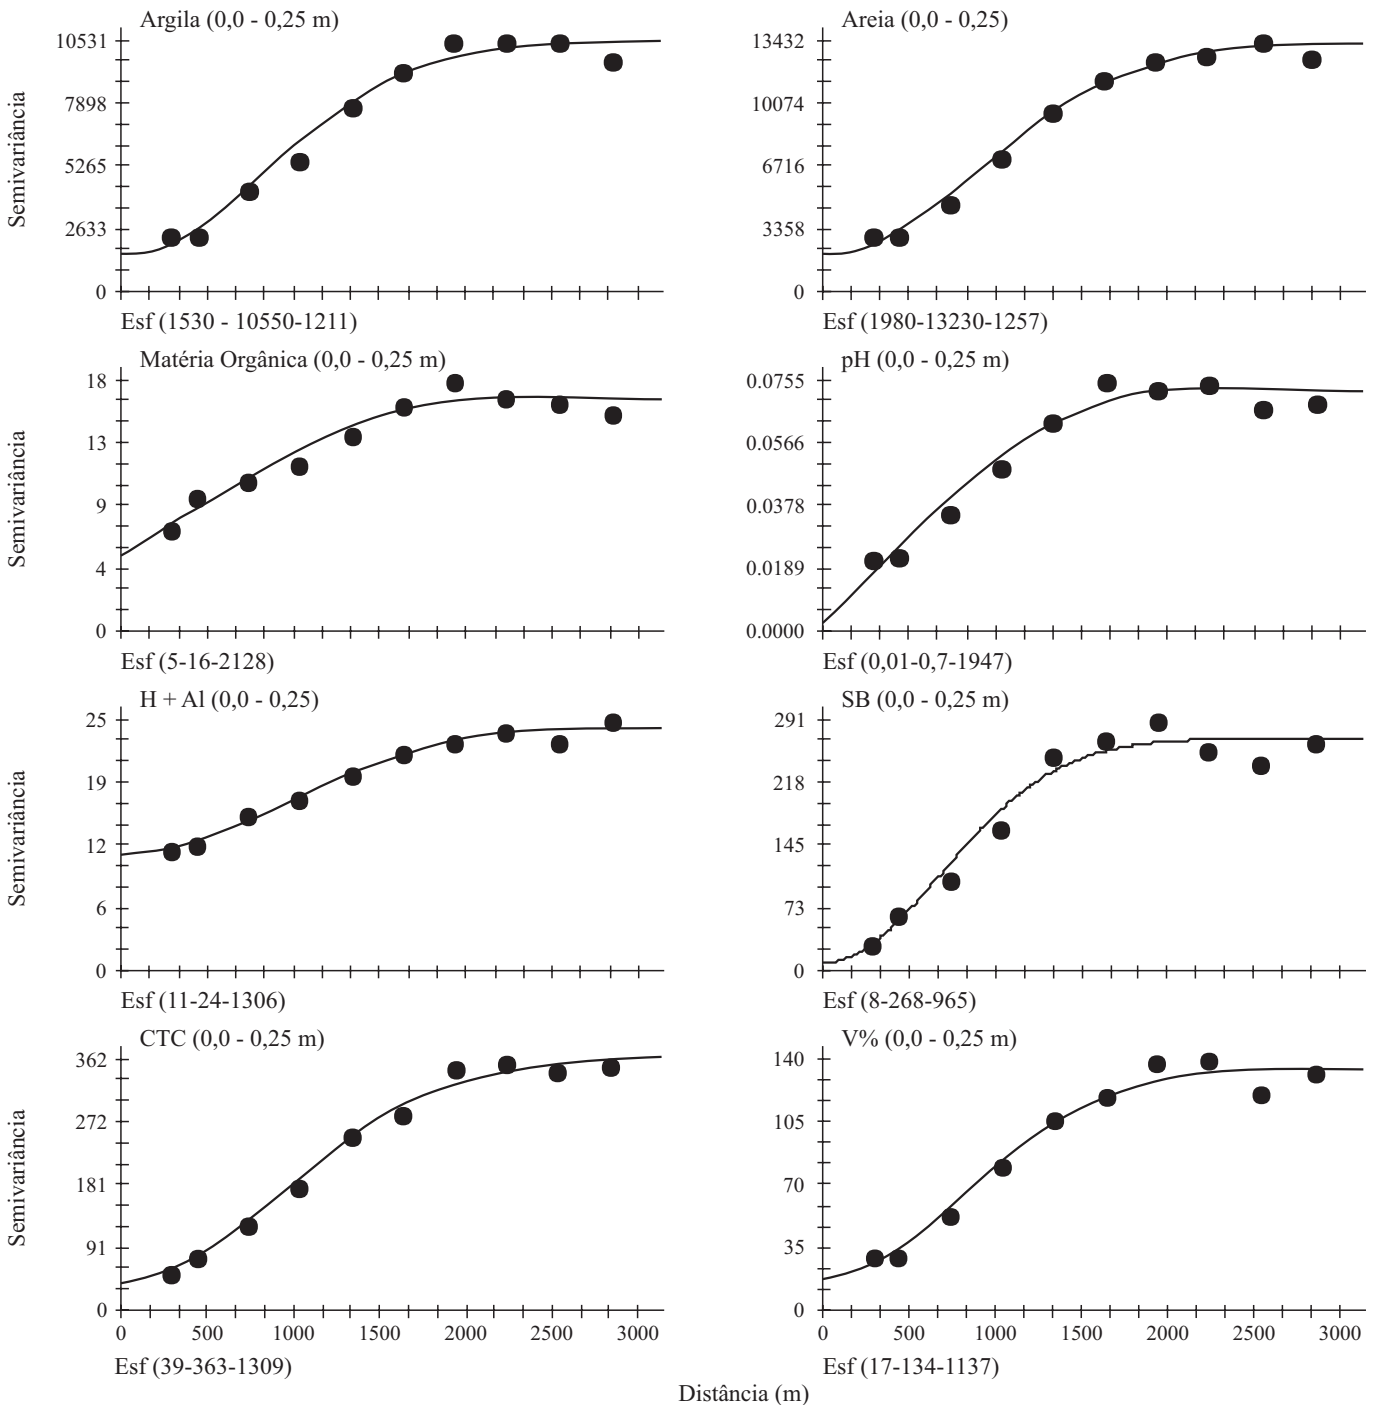 Argila (0,0 - 0,25 m)
Semivariância
10531
7898
5265
2633
0
Esf (1530 - 10550-1211)
Areia (0,0 - 0,25)
13432
10074
6716
3358
0
Esf (1980-13230-1257)
Matéria Orgânica (0,0 - 0,25 m)
Semivariância
18
13
9
4
0
Esf (5-16-2128)
pH (0,0 - 0,25 m)
0.0755
0.0566
0.0378
0.0189
0.0000
Esf (0,01-0,7-1947)
H + Al (0,0 - 0,25)
Semivariância
25
19
12
6
0
Esf (11-24-1306)
SB (0,0 - 0,25 m)
291
218
145
73
0
Esf (8-268-965)
CTC (0,0 - 0,25 m)
Semivariância
362
272
181
91
0
0 500 1000 1500 2000 2500 3000
Esf (39-363-1309)
V% (0,0 - 0,25 m)
140
105
70
35
0
0 500 1000 1500 2000 2500 3000
Esf (17-134-1137)
Distância (m)